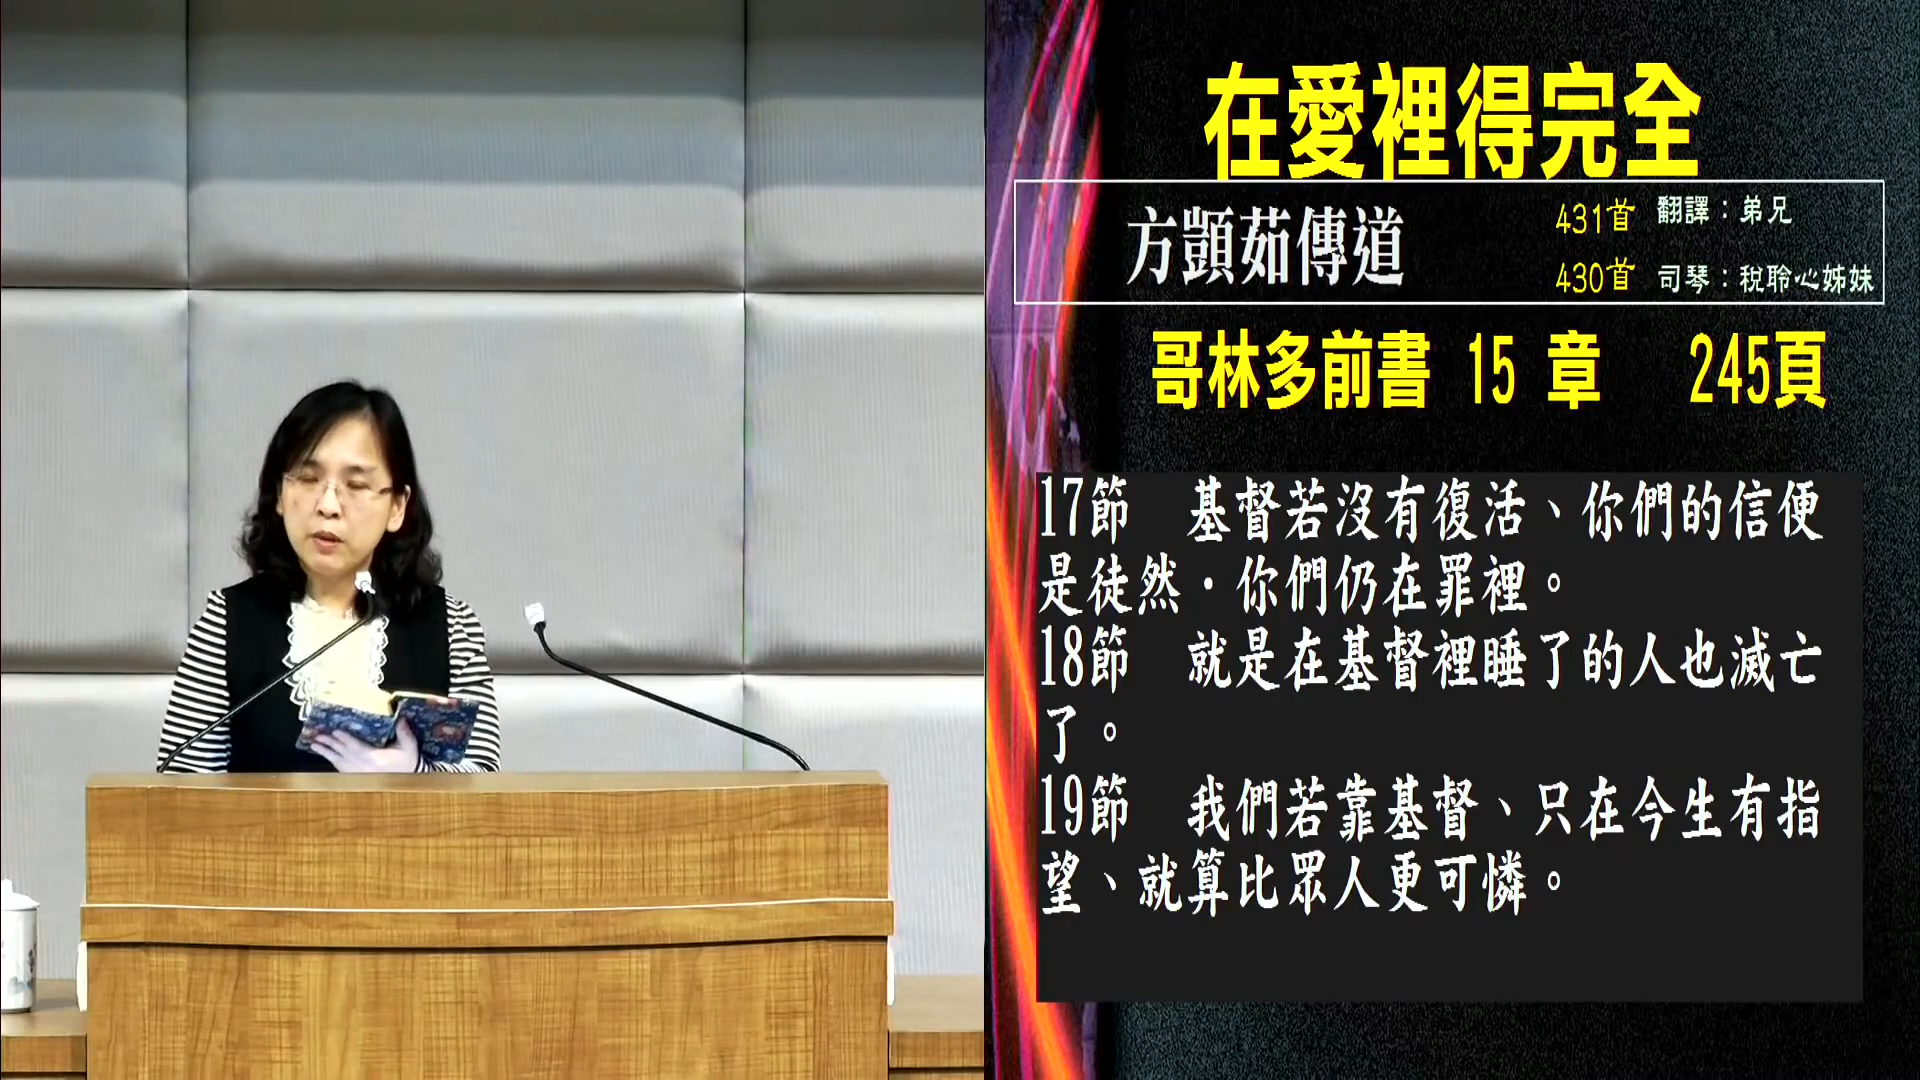 在愛裡得完全
方顗茹傳道
431首 翻譯：弟兄
430首 司琴：稅聆心姊妹
哥林多前書 15 章 245頁
17節 基督若沒有復活、你們的信便
是徒然．你們仍在罪裡。
18節 就是在基督裡睡了的人也滅亡
了。
19節 我們若靠基督、只在今生有指
望、就算比眾人更可憐。